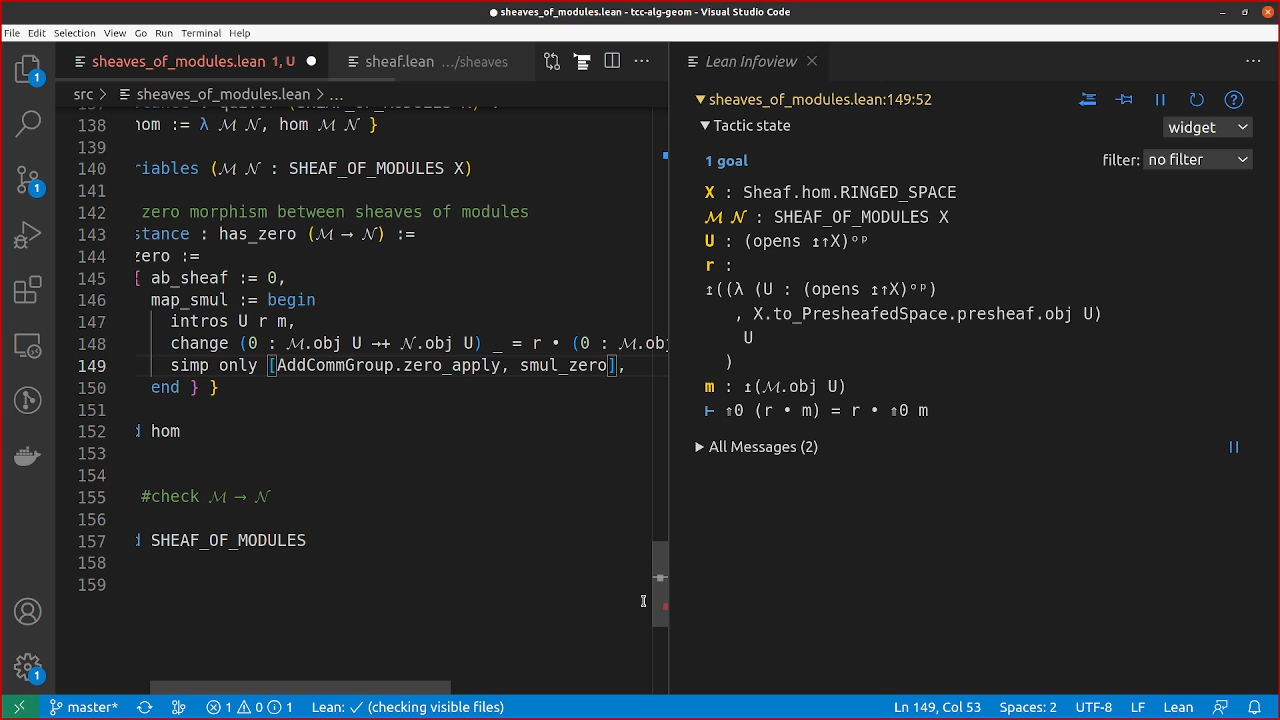 sheaves_of_modules.lean - tcc-alg-geom - Visual Studio Code
File Edit Selection View Go Run Terminal Help
sheaves_of_modules.lean 1, U
sheaf.lean .../sheaves
Lean Infoview
src > sheaves_of_modules.lean > ...
138 hom := λ ℳ 𝒩, hom ℳ 𝒩 }
139
140 riables (ℳ 𝒩 : SHEAF_OF_MODULES X)
141
142 zero morphism between sheaves of modules
143 stance : has_zero (ℳ → 𝒩) :=
144 zero :=
145 { ab_sheaf := 0,
146 map_smul := begin
147 intros U r m,
148 change (0 : ℳ.obj U →+ 𝒩.obj U) _ = r • (0 : ℳ.obj
149 simp only [AddCommGroup.zero_apply, smul_zero],
150 end } }
151
152 d hom
153
154
155 #check ℳ → 𝒩
156
157 d SHEAF_OF_MODULES
158
159
sheaves_of_modules.lean:149:52
Tactic state
widget
1 goal
filter: no filter
X : Sheaf.hom.RINGED_SPACE
ℳ 𝒩 : SHEAF_OF_MODULES X
U : (opens ↥↑X)ᵒᵖ
r :
↥((λ (U : (opens ↥↑X)ᵒᵖ)
, X.to_PresheafedSpace.presheaf.obj U)
U
)
m : ↥(ℳ.obj U)
⊢ ⇑0 (r • m) = r • ⇑0 m
All Messages (2)
1
1
1
master* 1 0 1 Lean: ✓ (checking visible files) Ln 149, Col 53 Spaces: 2 UTF-8 LF Lean